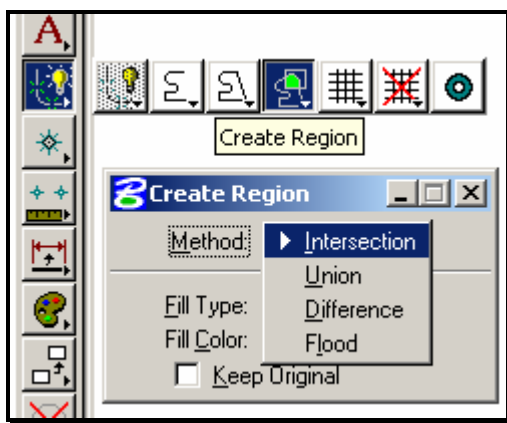 A
Create Region
Create Region
Method: Intersection
Union
Fill Type: Difference
Fill Color: Flood
Keep Original